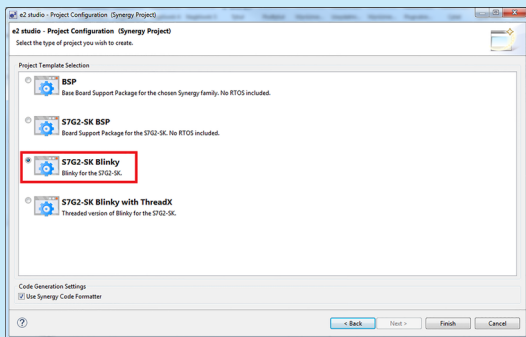 e2 studio - Project Configuration (Synergy Project)
e2 studio - Project Configuration (Synergy Project)
Select the type of project you wish to create.
Project Template Selection
BSP
Base Board Support Package for the chosen Synergy family. No RTOS included.
S7G2-SK BSP
Board Support Package for the S7G2-SK. No RTOS included.
S7G2-SK Blinky
Blinky for the S7G2-SK.
S7G2-SK Blinky with ThreadX
Threaded version of Blinky for the S7G2-SK.
Code Generation Settings
Use Synergy Code Formatter
? < Back Next > Finish Cancel